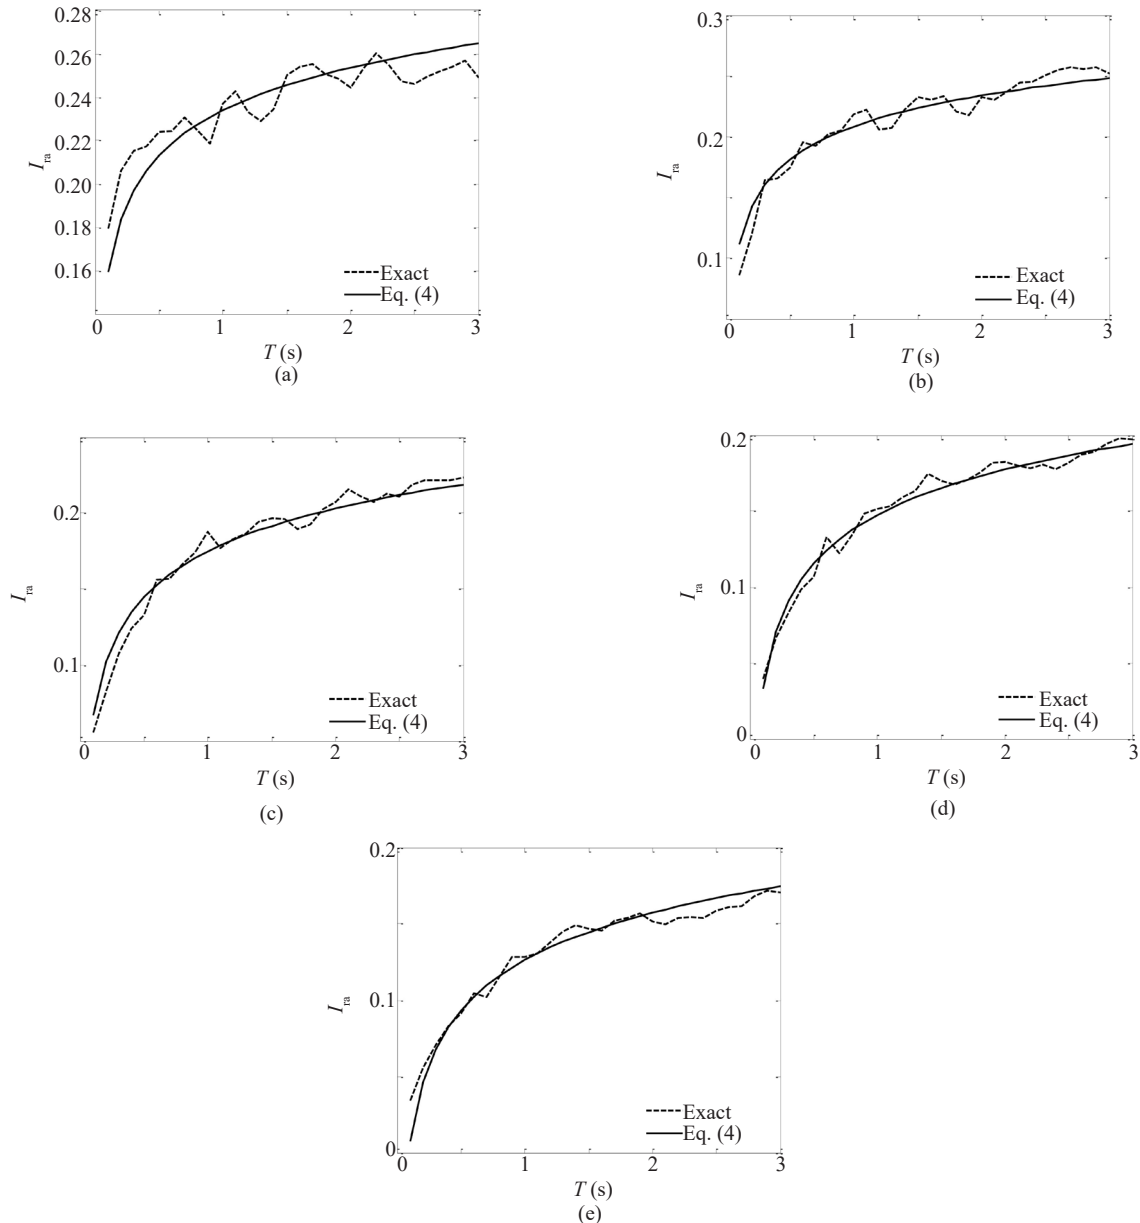 0.28
0.26
0.24
0.22
0.20
0.18
0.16
I_ra
Exact
Eq. (4)
0 1 2 3
T (s)
(a)
0.3
0.2
0.1
I_ra
Exact
Eq. (4)
0 1 2 3
T (s)
(b)
0.2
0.1
I_ra
Exact
Eq. (4)
0 1 2 3
T (s)
(c)
0.2
0.1
0
I_ra
Exact
Eq. (4)
0 1 2 3
T (s)
(d)
0.2
0.1
0
I_ra
Exact
Eq. (4)
0 1 2 3
T (s)
(e)